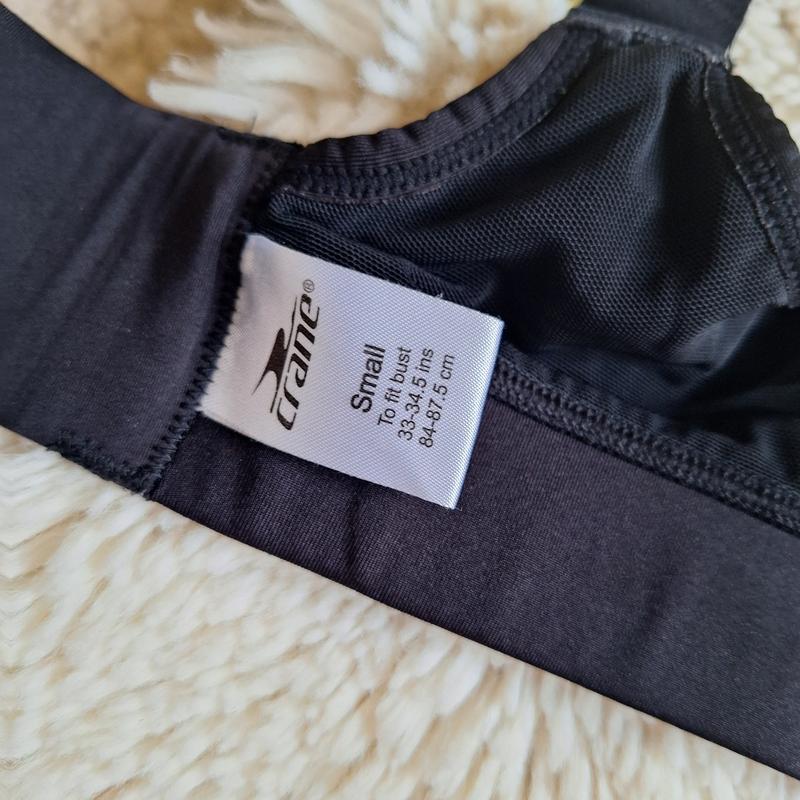 crane®
Small
To fit bust
33-34.5 ins
84-87.5 cm